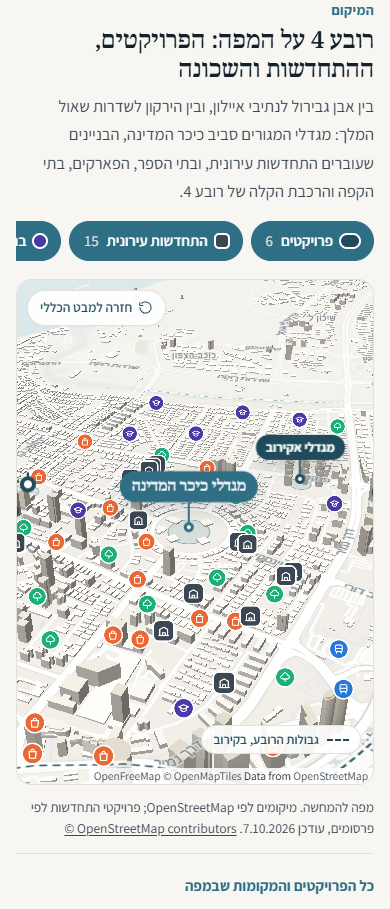 המיקום
רובע 4 על המפה: הפרויקטים,
ההתחדשות והשכונה
בין אבן גבירול לנתיבי איילון, ובין הירקון לשדרות שאול
המלך: מגדלי המגורים סביב כיכר המדינה, הבניינים
שעוברים התחדשות עירונית, ובתי הספר, הפארקים, בתי
הקפה והרכבת הקלה של רובע 4.
פרויקטים 6
התחדשות עירונית 15
חזרה למבט הכללי
שיכון ל
כוכב הצפון
מגדלי אקירוב
מגדלי כיכר המדינה
גבולות הרובע, בקירוב
OpenFreeMap © OpenMapTiles Data from OpenStreetMap
מפה להמחשה. מיקומים לפי OpenStreetMap; פרויקטי התחדשות לפי
פרסומים, עודכן 7.10.2026. © OpenStreetMap contributors
כל הפרויקטים והמקומות שבמפה